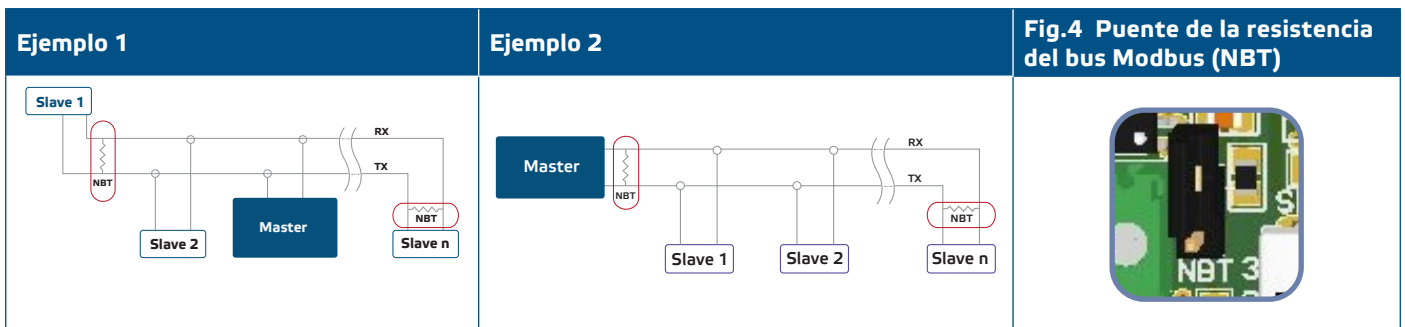 Ejemplo 1
Slave 1
RX
TX
NBT
NBT
Slave 2
Master
Slave n
Ejemplo 2
Master
RX
TX
NBT
NBT
Slave 1
Slave 2
Slave n
Fig.4 Puente de la resistencia
del bus Modbus (NBT)
NBT 3